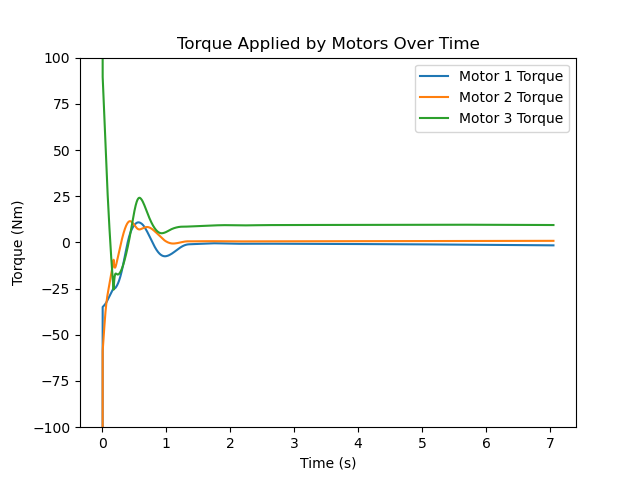 Torque Applied by Motors Over Time
Motor 1 Torque
Motor 2 Torque
Motor 3 Torque
Torque (Nm)
100
75
50
25
0
−25
−50
−75
−100
0 1 2 3 4 5 6 7
Time (s)